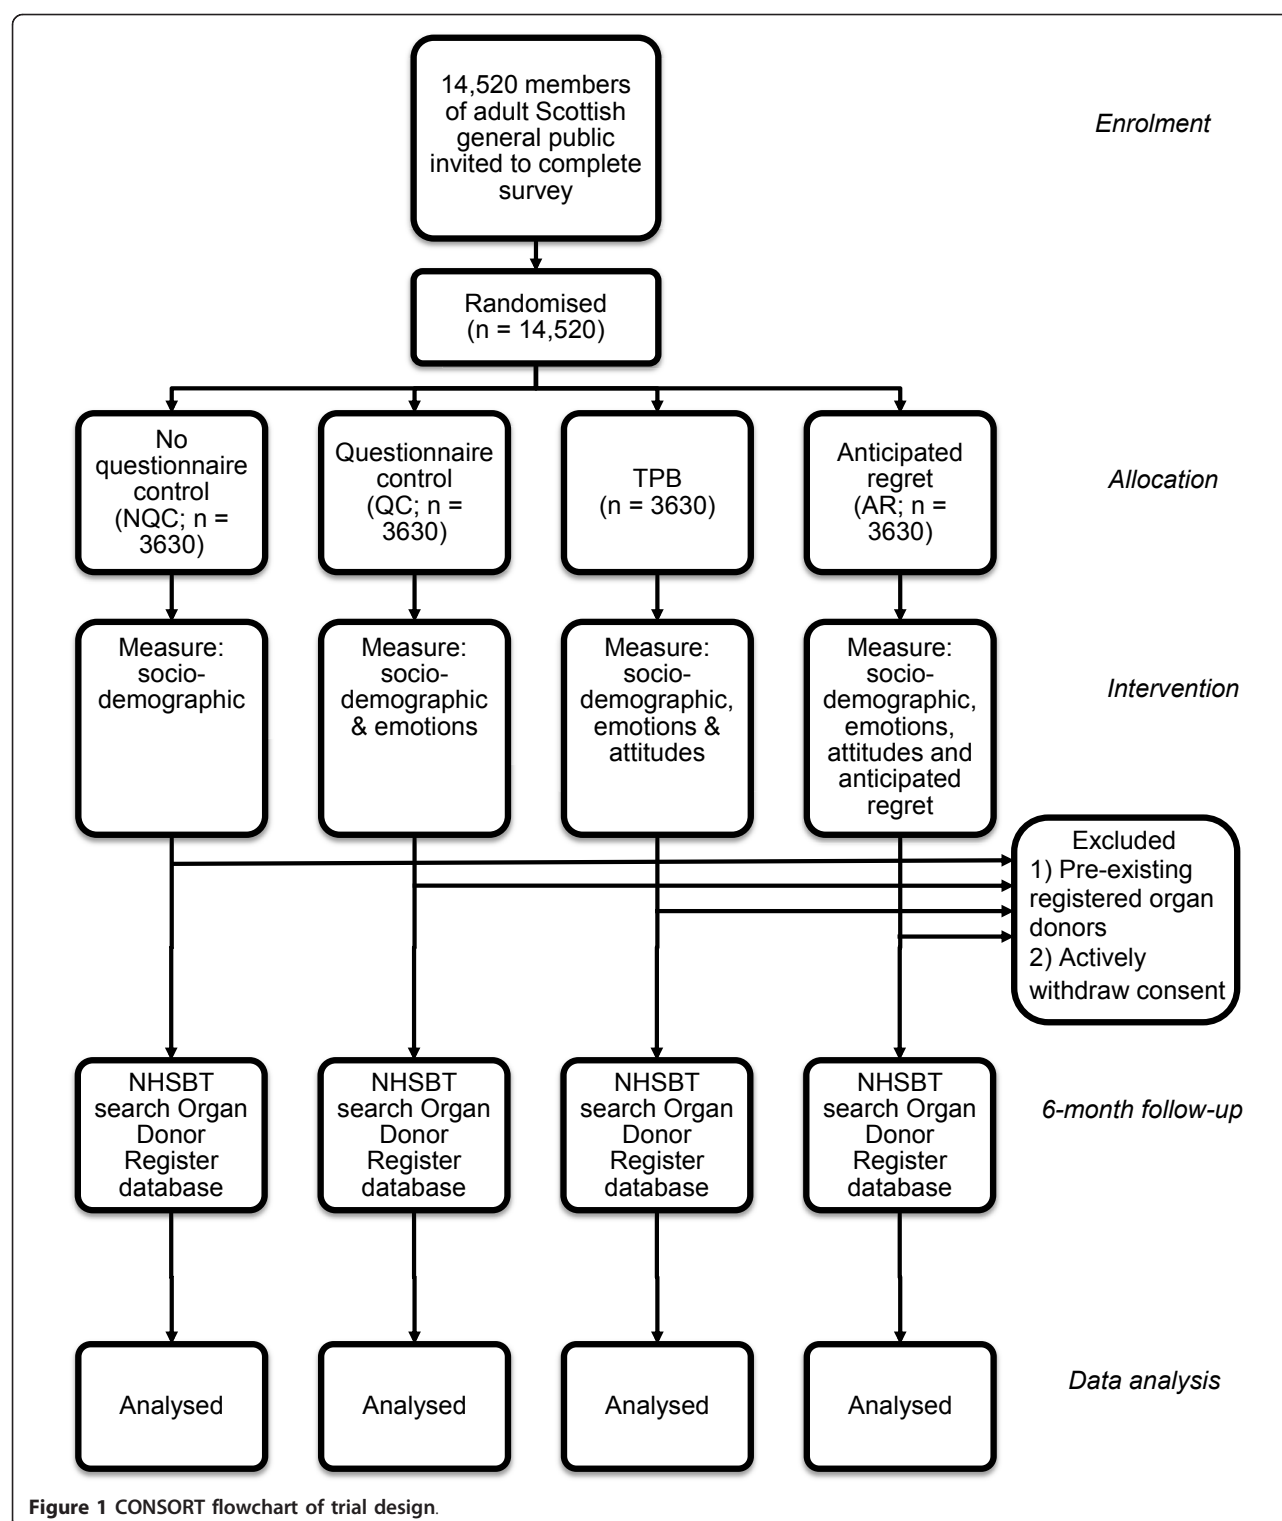 14,520 members
of adult Scottish
general public
invited to complete
survey
Enrolment
Randomised
(n = 14,520)
No
questionnaire
control
(NQC; n =
3630)
Questionnaire
control
(QC; n =
3630)
TPB
(n = 3630)
Anticipated
regret
(AR; n =
3630)
Allocation
Measure:
socio-
demographic
Measure:
socio-
demographic
& emotions
Measure:
socio-
demographic,
emotions &
attitudes
Measure:
socio-
demographic,
emotions,
attitudes and
anticipated
regret
Intervention
Excluded
1) Pre-existing
registered organ
donors
2) Actively
withdraw consent
NHSBT
search Organ
Donor
Register
database
NHSBT
search Organ
Donor
Register
database
NHSBT
search Organ
Donor
Register
database
NHSBT
search Organ
Donor
Register
database
6-month follow-up
Analysed
Analysed
Analysed
Analysed
Data analysis
Figure 1 CONSORT flowchart of trial design.